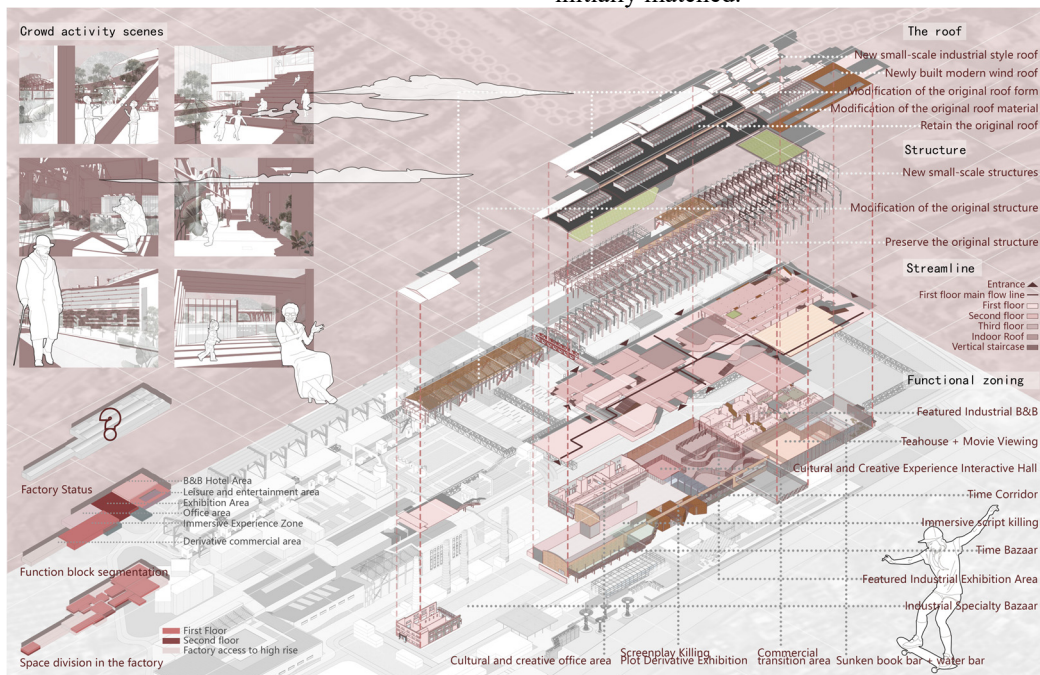 initially matched.
Crowd activity scenes
The roof
New small-scale industrial style roof
Newly built modern wind roof
Modification of the original roof form
Modification of the original roof material
Retain the original roof
Structure
New small-scale structures
Modification of the original structure
Preserve the original structure
Streamline
Entrance
First floor main flow line
First floor
Second floor
Third floor
Indoor Roof
Vertical staircase
Functional zoning
Featured Industrial B&B
Teahouse + Movie Viewing
Cultural and Creative Experience Interactive Hall
Time Corridor
Immersive script killing
Time Bazaar
Featured Industrial Exhibition Area
Industrial Specialty Bazaar
Factory Status
B&B Hotel Area
Leisure and entertainment area
Exhibition Area
Office area
Immersive Experience Zone
Derivative commercial area
Function block segmentation
First Floor
Second floor
Factory access to high rise
Space division in the factory
Cultural and creative office area
Screenplay Killing
Plot Derivative Exhibition
Commercial
transition area
Sunken book bar + water bar